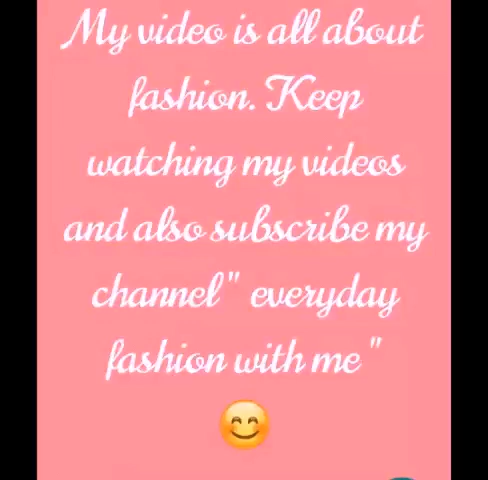 My video is all about
fashion. Keep
watching my videos
and also subscribe my
channel" everyday
fashion with me"
😊